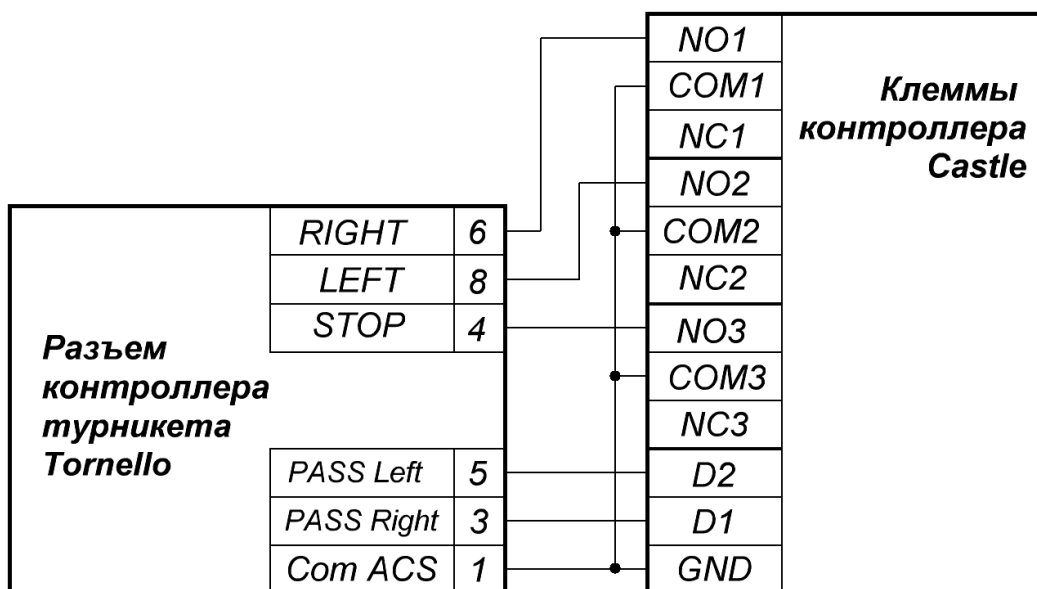 NO1
COM1
NC1
NO2
COM2
NC2
NO3
COM3
NC3
D2
D1
GND
Клеммы
контроллера
Castle
RIGHT 6
LEFT 8
STOP 4
Разъем
контроллера
турникета
Tornello
PASS Left 5
PASS Right 3
Com ACS 1